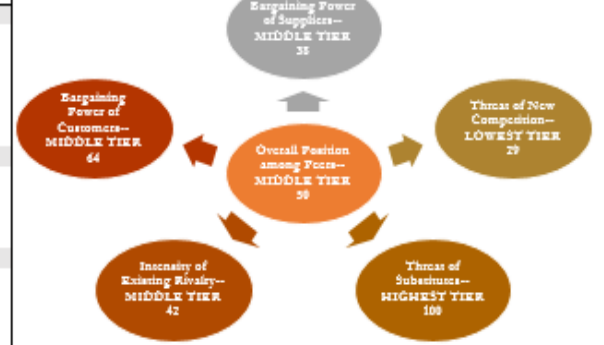 Bargaining Power
of Suppliers--
MIDDLE TIER
38
Bargaining
Power of
Customers--
MIDDLE TIER
64
Threat of New
Competition--
LOWEST TIER
29
Overall Position
among Peers--
MIDDLE TIER
50
Intensity of
Existing Rivalry--
MIDDLE TIER
42
Threat of
Substitutes--
HIGHEST TIER
100